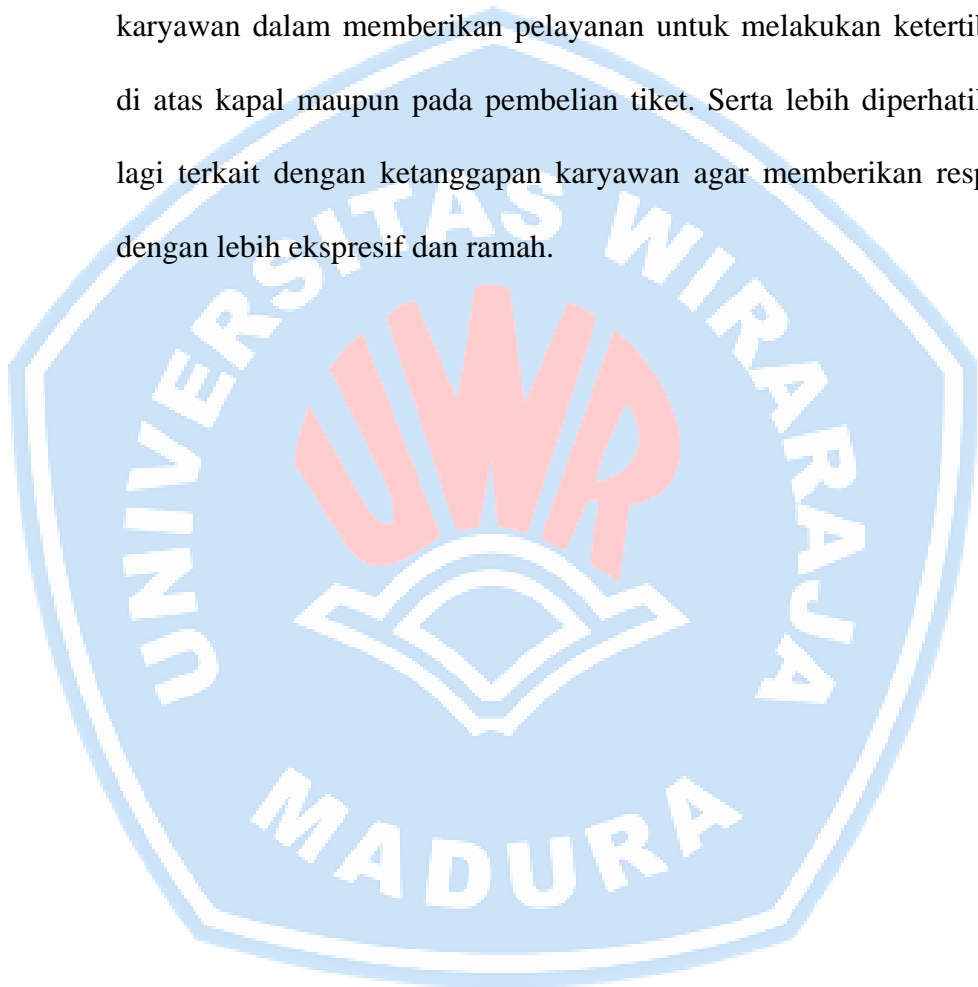 karyawan dalam memberikan pelayanan untuk melakukan
di atas kapal maupun pada pembelian tiket. Serta lebih
lagi terkait dengan ketanggapan karyawan agar memberikan
dengan lebih ekspresif dan ramah.
UNIVERSITAS WIRARAJA
UWR
MADURA